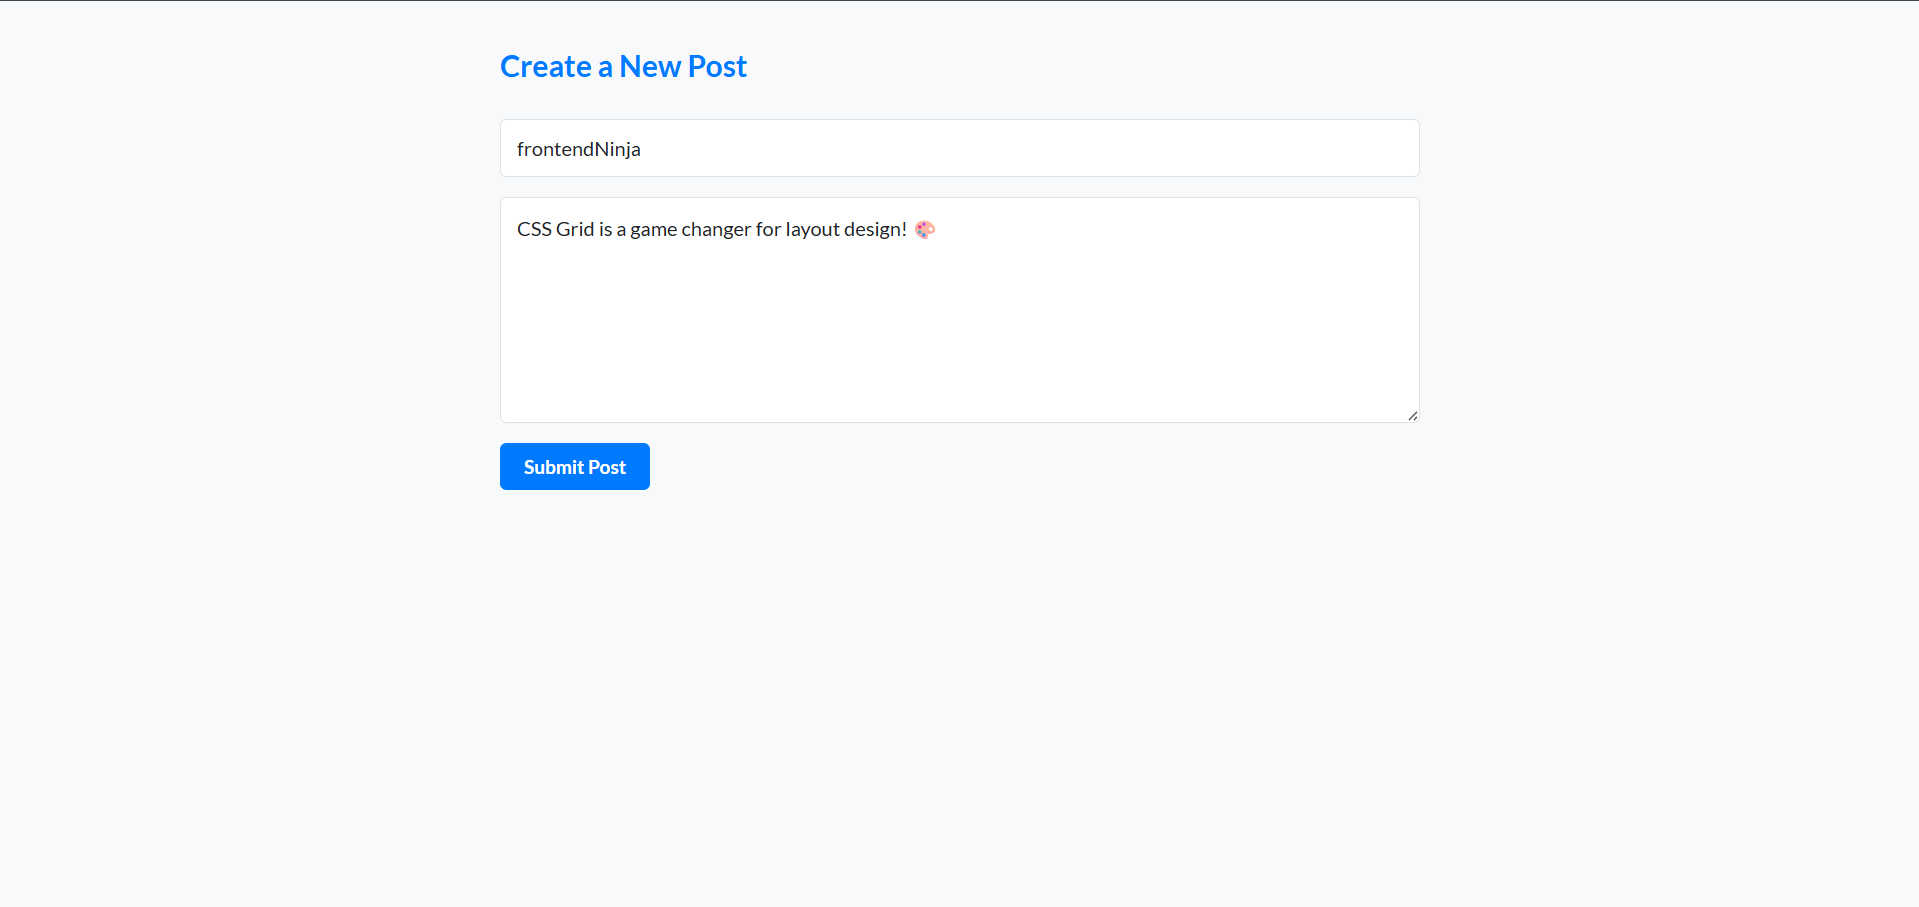 Create a New Post
frontendNinja
CSS Grid is a game changer for layout design! 🎨
Submit Post